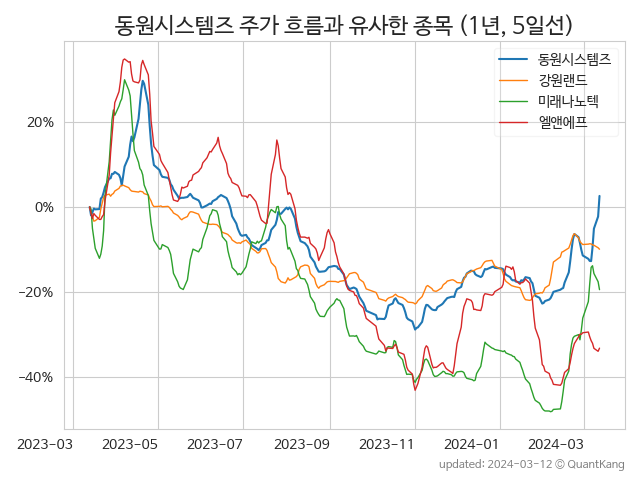 동원시스템즈 주가 흐름과 유사한 종목 (1년, 5일선)
동원시스템즈
강원랜드
미래나노텍
엘앤에프
20%
0%
−20%
−40%
2023-03
2023-05
2023-07
2023-09
2023-11
2024-01
2024-03
updated: 2024-03-12 ⓒ QuantKang